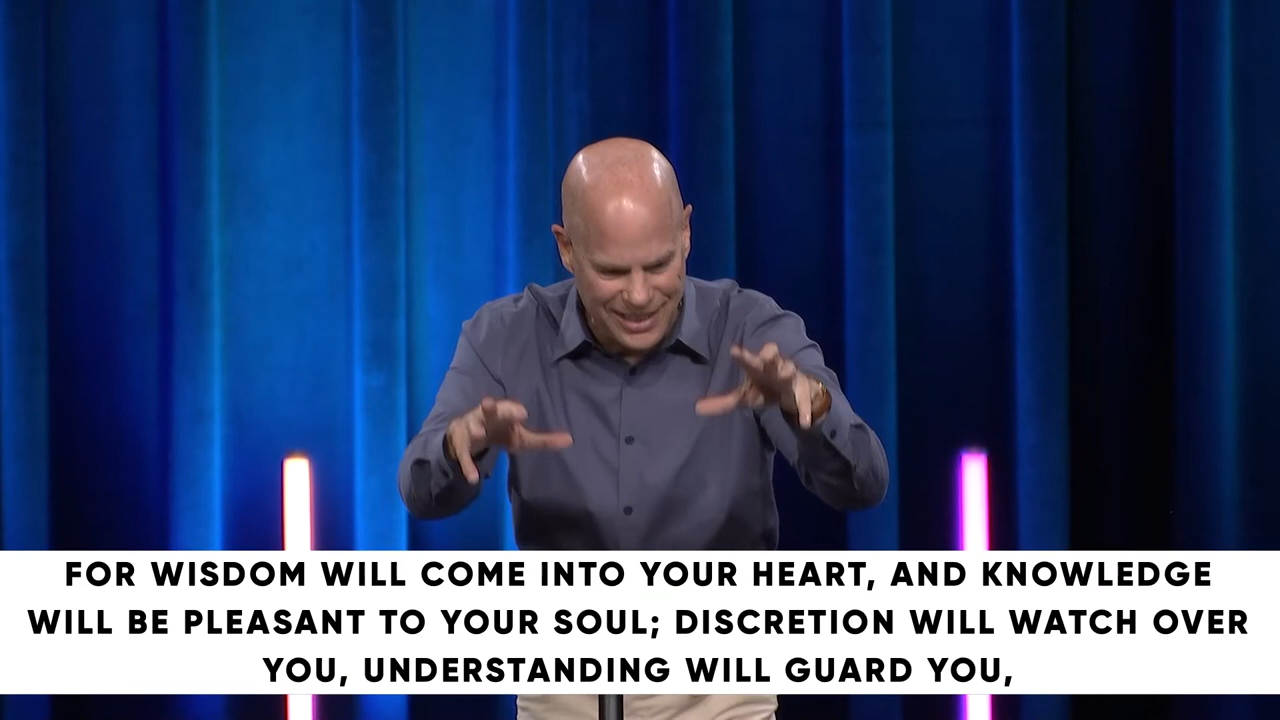 FOR WISDOM WILL COME INTO YOUR HEART, AND KNOWLEDGE
WILL BE PLEASANT TO YOUR SOUL; DISCRETION WILL WATCH OVER
YOU, UNDERSTANDING WILL GUARD YOU,